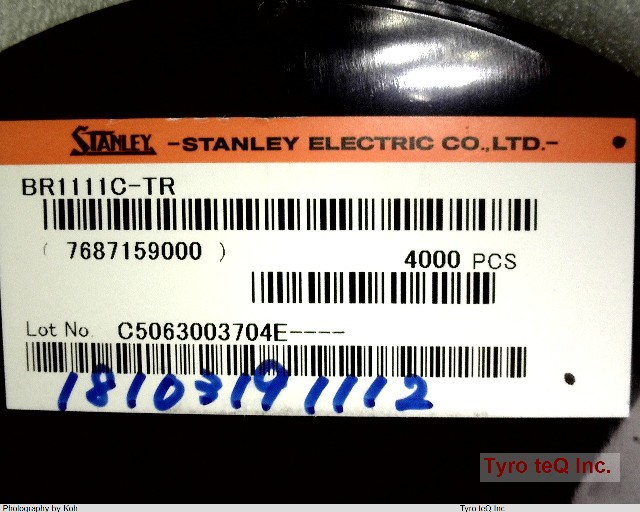 STANLEY -STANLEY ELECTRIC CO.,LTD.-
BR1111C-TR
( 7687159000 )
4000 PCS
Lot No. C5063003704E----
18103191112
Tyro teQ Inc.
Photography by Koh Tyro teQ Inc